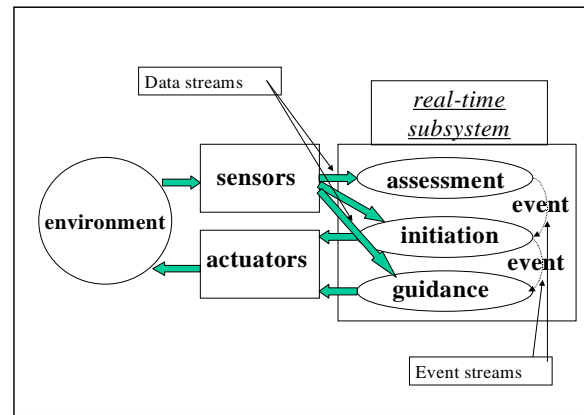 Data streams
real-time
subsystem
sensors
assessment
event
environment
initiation
actuators
event
guidance
Event streams